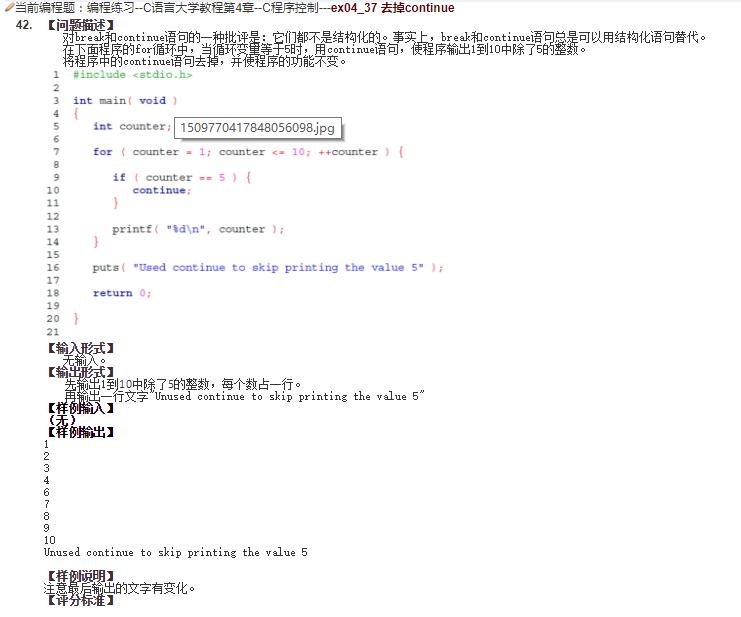 当前编程题：编程练习--C语言大学教程第4章--C程序控制---ex04_37 去掉continue
42. 【问题描述】
对break和continue语句的一种批评是：它们都不是结构化的。事实上，break和continue语句总是可以用结构化语句替代。
在下面程序的for循环中，当循环变量等于5时，用continue语句，使程序输出1到10中除了5的整数。
将程序中的continue语句去掉，并使程序的功能不变。
1 #include <stdio.h>
2
3 int main( void )
4 {
5 int counter; 1509770417848056098.jpg
6
7 for ( counter = 1; counter <= 10; ++counter ) {
8
9 if ( counter == 5 ) {
10 continue;
11 }
12
13 printf( "%d\n", counter );
14 }
15
16 puts( "Used continue to skip printing the value 5" );
17
18 return 0;
19
20 }
21
【输入形式】
无输入。
【输出形式】
先输出1到10中除了5的整数，每个数占一行。
再输出一行文字"Unused continue to skip printing the value 5"
【样例输入】
（无）
【样例输出】
1
2
3
4
6
7
8
9
10
Unused continue to skip printing the value 5
【样例说明】
注意最后输出的文字有变化。
【评分标准】